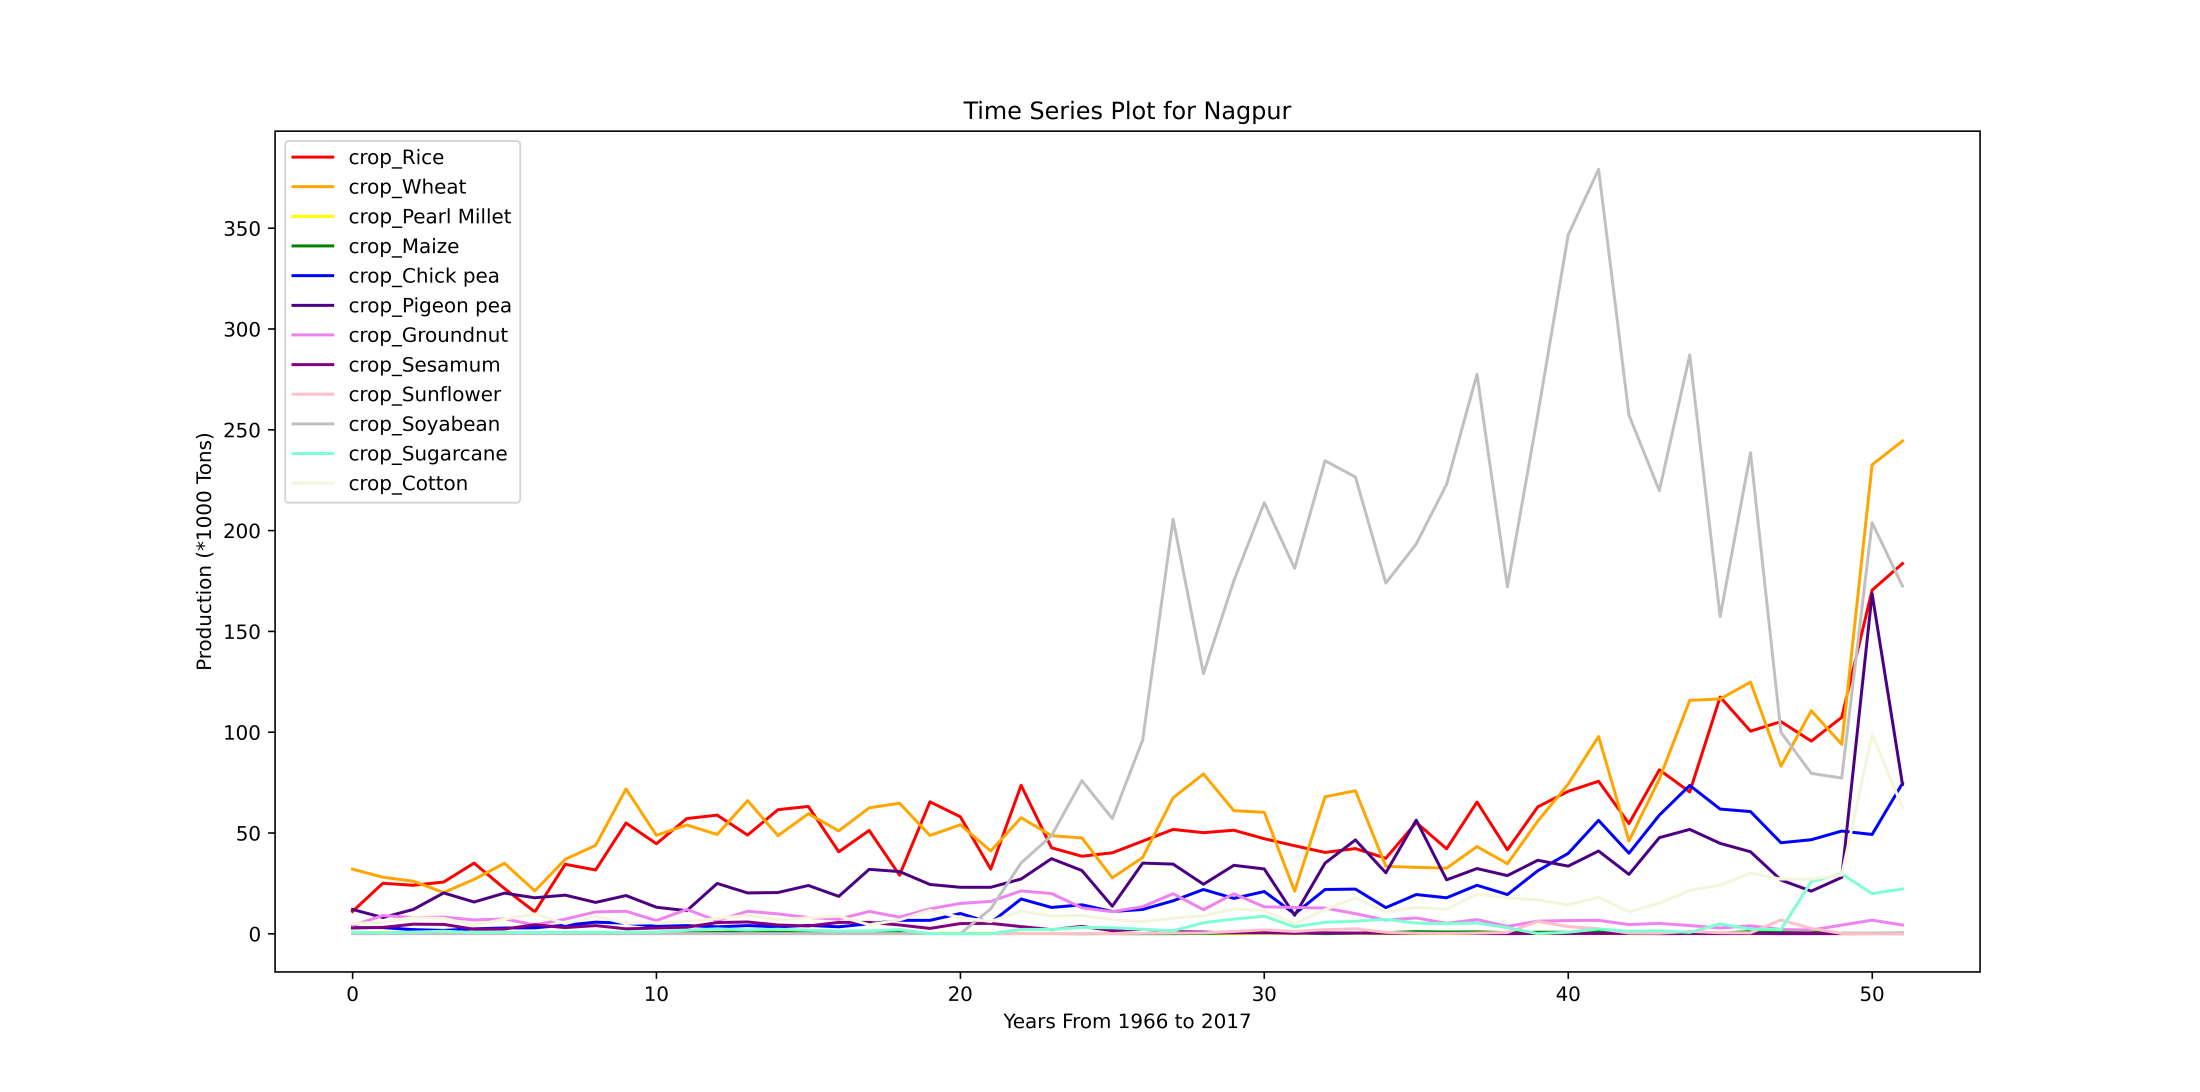 Time Series Plot for Nagpur
crop_Rice
crop_Wheat
crop_Pearl Millet
crop_Maize
crop_Chick pea
crop_Pigeon pea
crop_Groundnut
crop_Sesamum
crop_Sunflower
crop_Soyabean
crop_Sugarcane
crop_Cotton
Production (*1000 Tons)
350
300
250
200
150
100
50
0
0 10 20 30 40 50
Years From 1966 to 2017